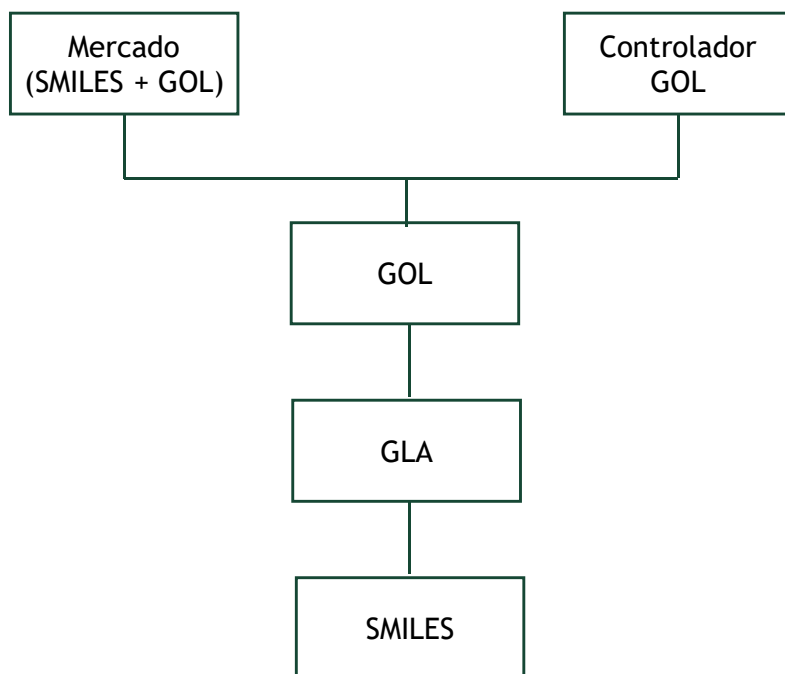 Mercado
(SMILES + GOL)
Controlador
GOL
GOL
GLA
SMILES